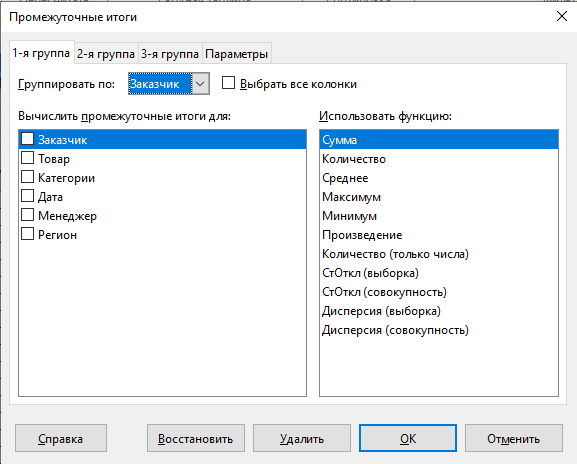 Промежуточные итоги
1-я группа 2-я группа 3-я группа Параметры
Группировать по: Заказчик Выбрать все колонки
Вычислить промежуточные итоги для: Использовать функцию:
Заказчик Сумма
Товар Количество
Категории Среднее
Дата Максимум
Менеджер Минимум
Регион Произведение
Количество (только числа)
СтОткл (выборка)
СтОткл (совокупность)
Дисперсия (выборка)
Дисперсия (совокупность)
Справка Восстановить Удалить ОК Отменить